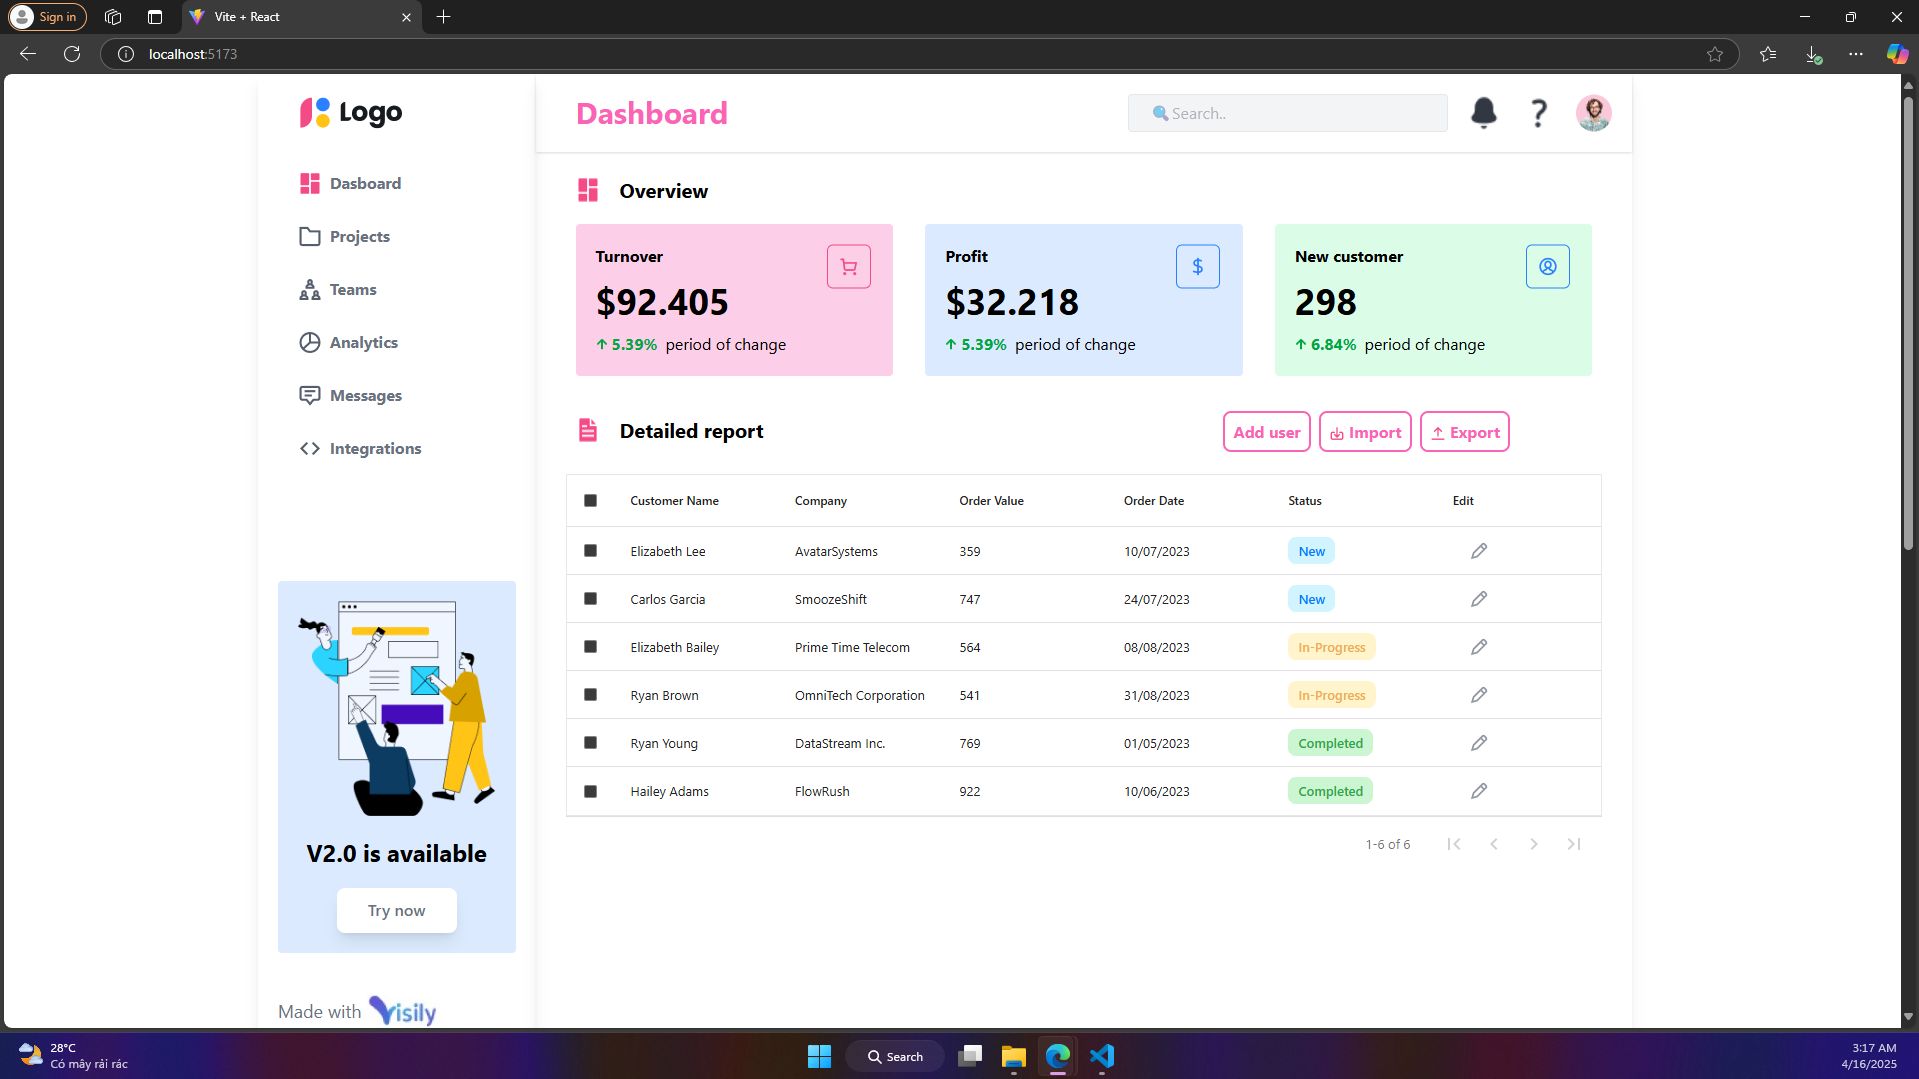 Sign in
Vite + React
localhost:5173
Logo
Dashboard
Search..
Dasboard
Projects
Teams
Analytics
Messages
Integrations
Overview
Turnover
$92.405
5.39% period of change
Profit
$
$32.218
5.39% period of change
New customer
298
6.84% period of change
Detailed report
Add user
Import
Export
Customer Name Company Order Value Order Date Status Edit
Elizabeth Lee AvatarSystems 359 10/07/2023 New
Carlos Garcia SmoozeShift 747 24/07/2023 New
Elizabeth Bailey Prime Time Telecom 564 08/08/2023 In-Progress
Ryan Brown OmniTech Corporation 541 31/08/2023 In-Progress
Ryan Young DataStream Inc. 769 01/05/2023 Completed
Hailey Adams FlowRush 922 10/06/2023 Completed
1-6 of 6
V2.0 is available
Try now
Made with Visily
28°C
Có mây rải rác
Search
3:17 AM
4/16/2025